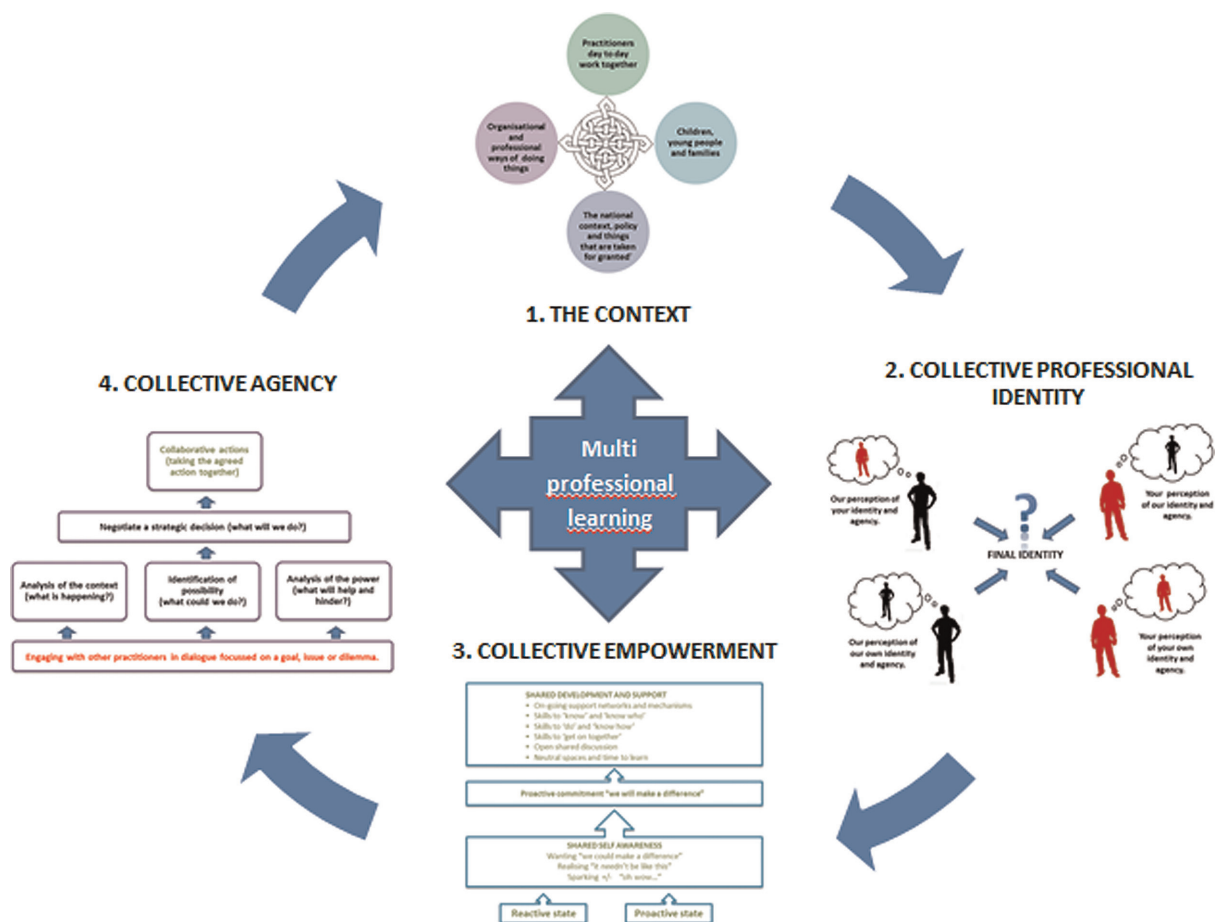 Practitioners
day to day
work together
Organisational
and
professional
ways of doing
things
Children,
young people
and families
The national
context, policy
and things
that are taken
for granted'
1. THE CONTEXT
2. COLLECTIVE PROFESSIONAL
IDENTITY
Our perception of
your identity and
agency.
Your perception
of our identity and
agency.
?
FINAL IDENTITY
Our perception of
our own identity
and agency.
Your perception
of your own
identity and
agency.
3. COLLECTIVE EMPOWERMENT
SHARED DEVELOPMENT AND SUPPORT
• On-going support networks and mechanisms
• Skills to 'know' and 'know who'
• Skills to 'do' and 'know how'
• Skills to 'get on together'
• Open shared discussion
• Neutral spaces and time to learn
Proactive commitment "we will make a difference"
SHARED SELF AWARENESS
Wanting "we could make a difference"
Realising "it needn't be like this"
Sparking +/- "oh wow..."
Reactive state
Proactive state
4. COLLECTIVE AGENCY
Collaborative actions
(taking the agreed
action together)
Negotiate a strategic decision (what will we do?)
Analysis of the context
(what is happening?)
Identification of
possibility
(what could we do?)
Analysis of the power
(what will help and
hinder?)
Engaging with other practitioners in dialogue focussed on a goal, issue or dilemma.
Multi
professional
learning